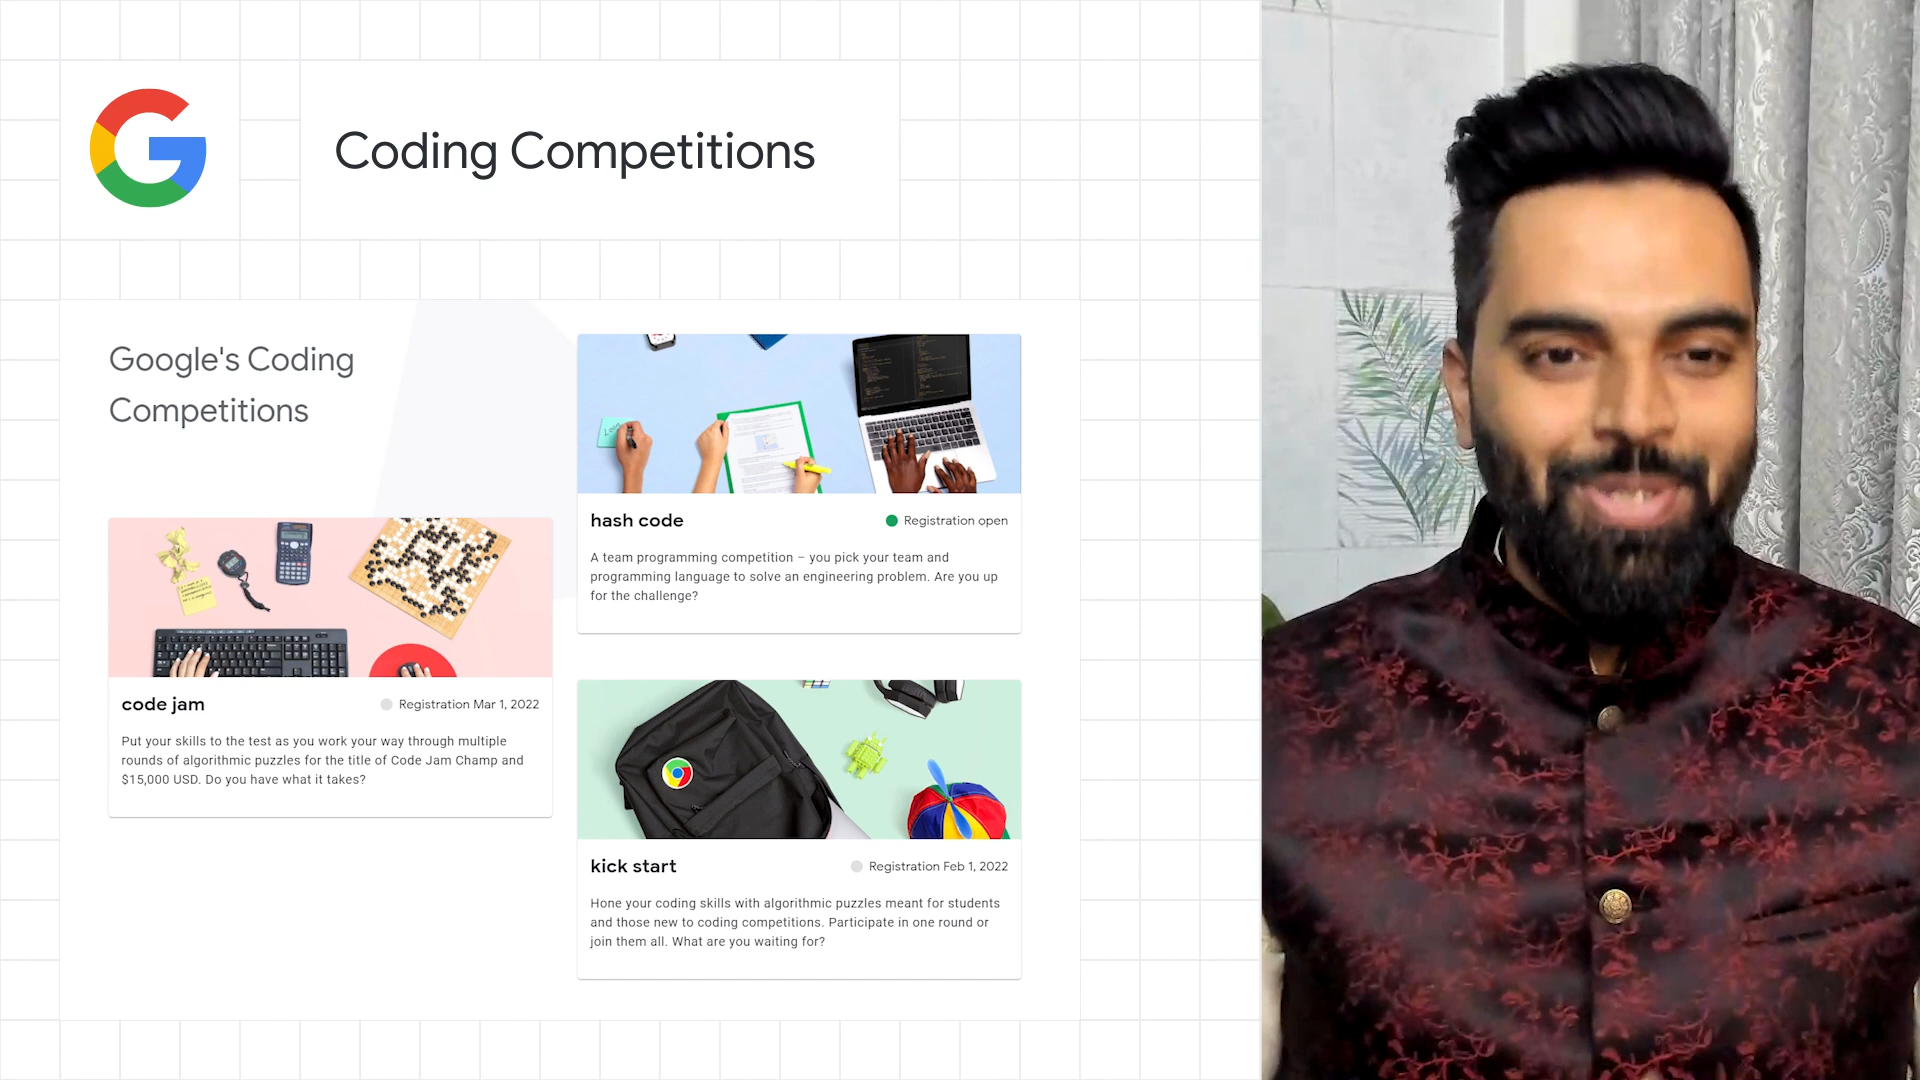 Coding Competitions
Google's Coding
Competitions
code jam
Registration Mar 1, 2022
Put your skills to the test as you work your way through multiple
rounds of algorithmic puzzles for the title of Code Jam Champ and
$15,000 USD. Do you have what it takes?
hash code
Registration open
A team programming competition – you pick your team and
programming language to solve an engineering problem. Are you up
for the challenge?
kick start
Registration Feb 1, 2022
Hone your coding skills with algorithmic puzzles meant for students
and those new to coding competitions. Participate in one round or
join them all. What are you waiting for?